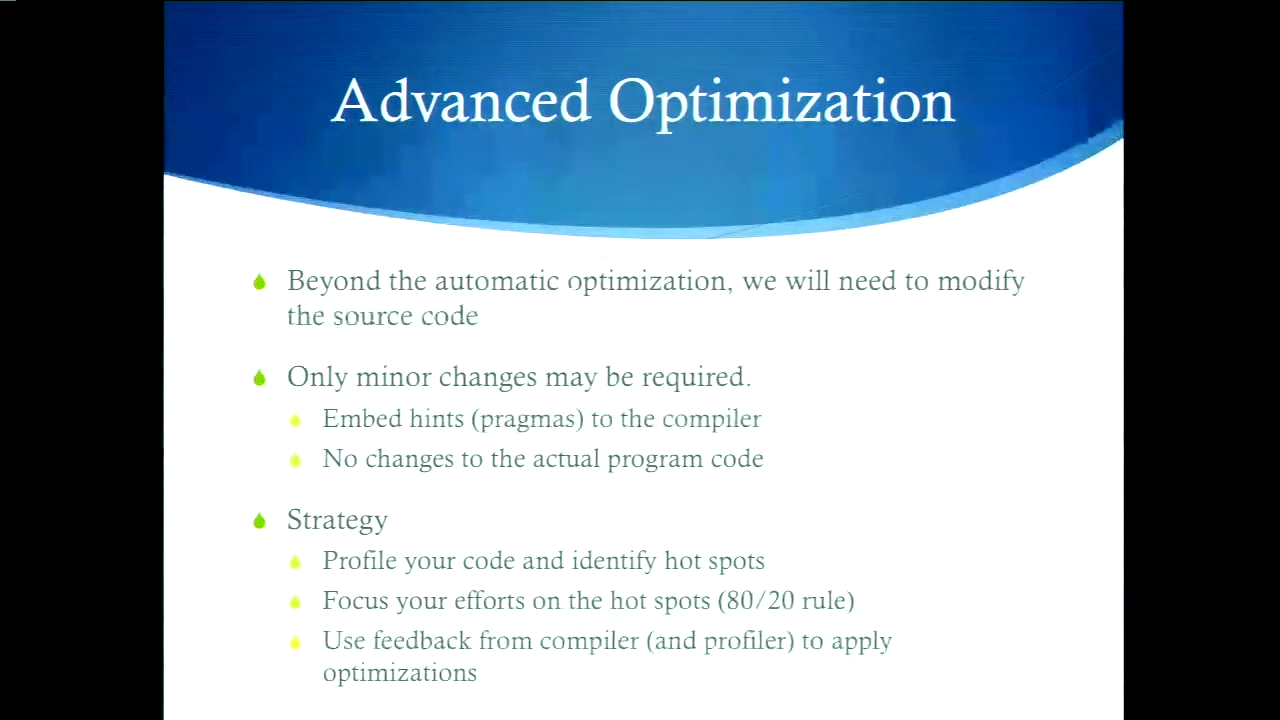 Advanced Optimization
Beyond the automatic optimization, we will need to modify
the source code
Only minor changes may be required.
Embed hints (pragmas) to the compiler
No changes to the actual program code
Strategy
Profile your code and identify hot spots
Focus your efforts on the hot spots (80/20 rule)
Use feedback from compiler (and profiler) to apply
optimizations